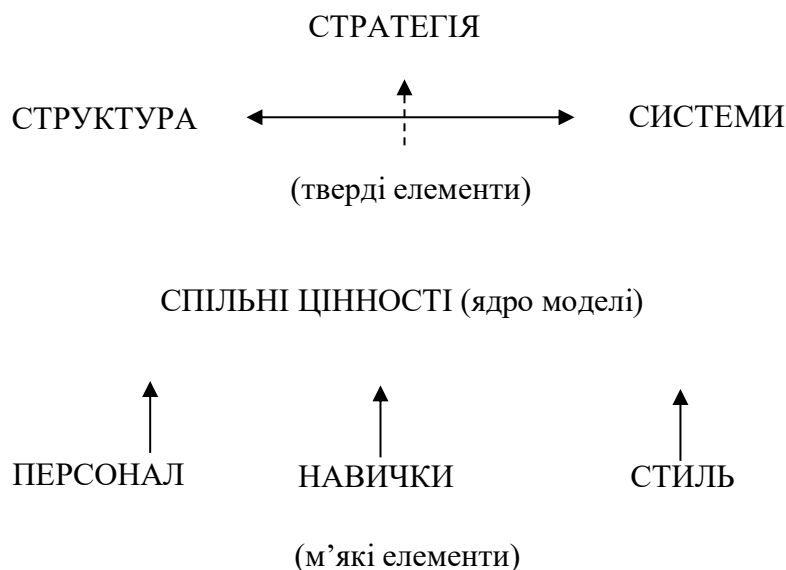 СТРАТЕГІЯ
СТРУКТУРА СИСТЕМИ
(тверді елементи)
СПІЛЬНІ ЦІННОСТІ (ядро моделі)
ПЕРСОНАЛ НАВИЧКИ СТИЛЬ
(м’які елементи)